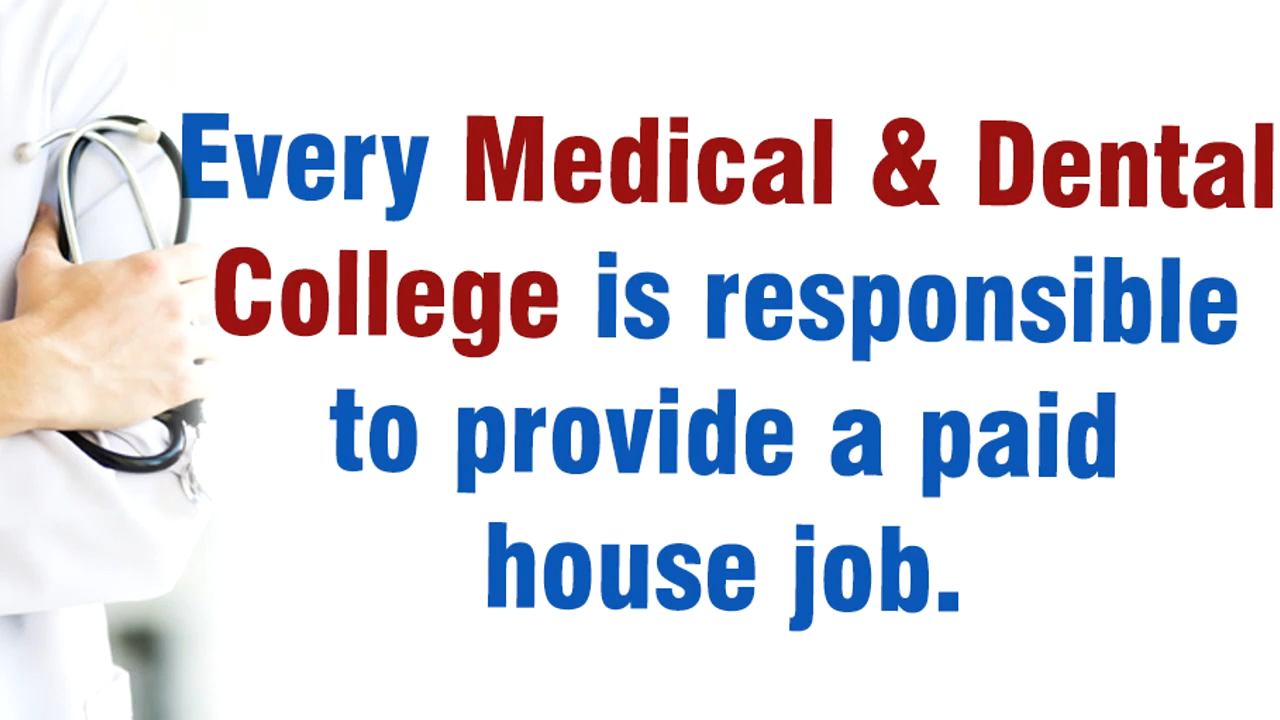 Every Medical & Dental
College is responsible
to provide a paid
house job.